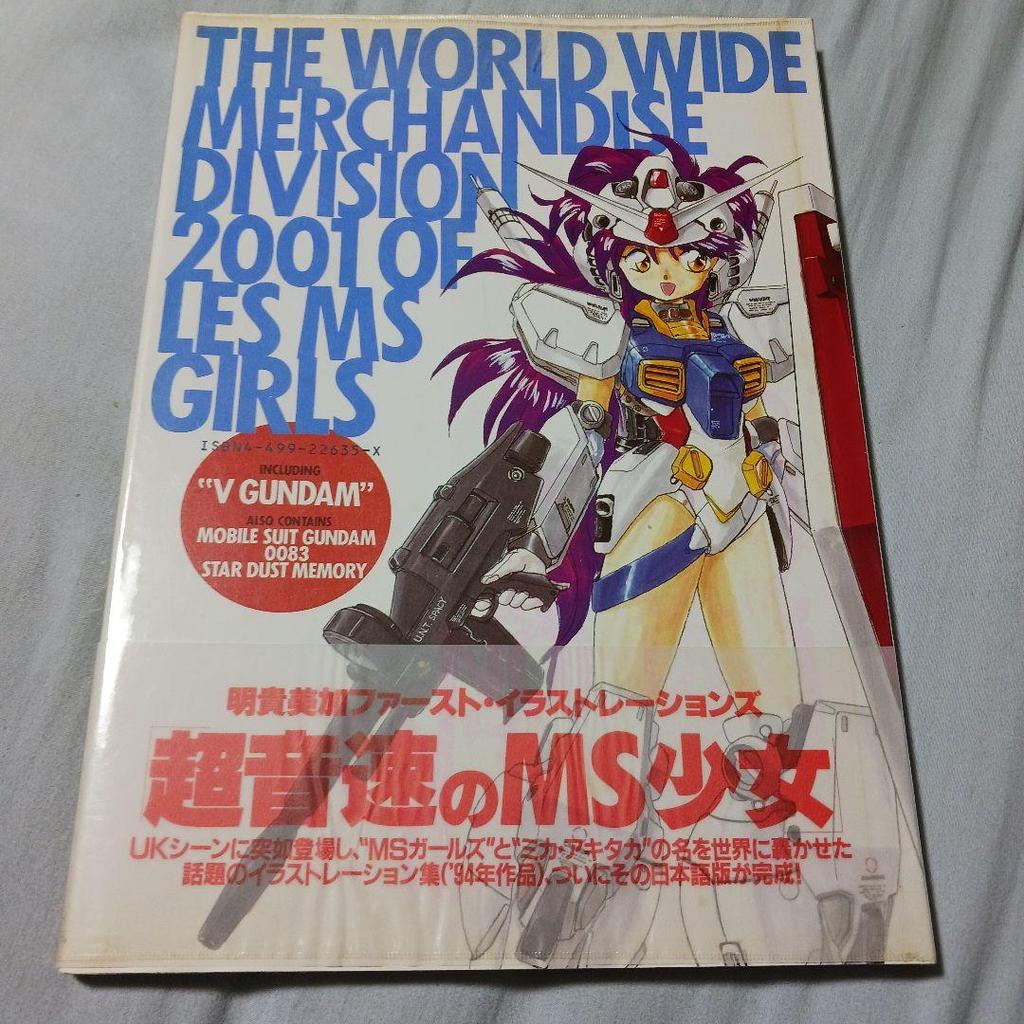 THE WORLD WIDE
MERCHANDISE
DIVISION
2001 OF
LES MS
GIRLS
ISBN4-499-22635-X
INCLUDING
"V GUNDAM"
ALSO CONTAINS
MOBILE SUIT GUNDAM
0083
STAR DUST MEMORY
U.N.T. SPACY
明貴美加ファースト・イラストレーションズ
超音速のMS少女
UKシーンに突如登場し、"MSガールズ"と"ミカ・アキタカ"の名を世界に轟かせた
話題のイラストレーション集('94年作品)、ついにその日本語版が完成!